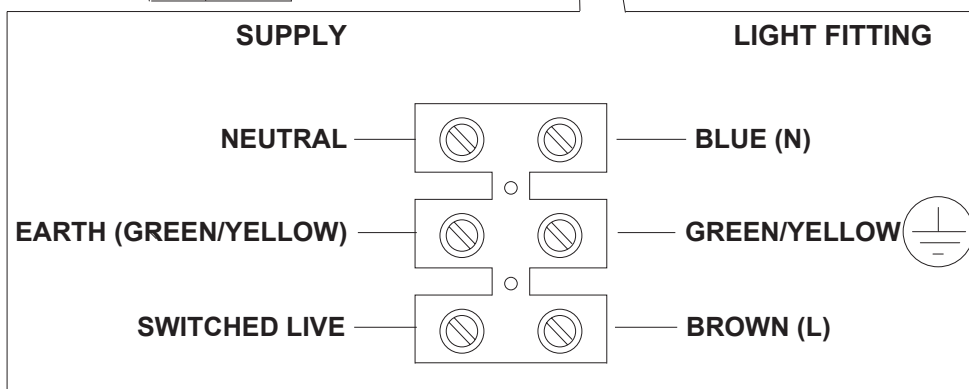 SUPPLY LIGHT FITTING
NEUTRAL BLUE (N)
EARTH (GREEN/YELLOW) GREEN/YELLOW
SWITCHED LIVE BROWN (L)